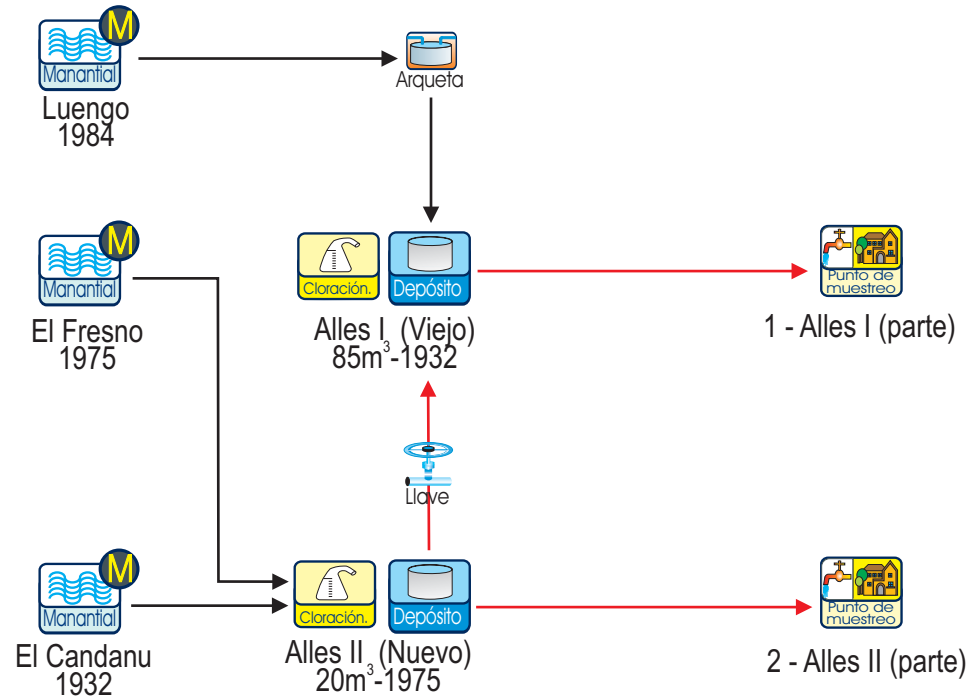 M
Manantial
Luengo
1984
Arqueta
M
Manantial
El Fresno
1975
Cloración.
Depósito
Alles I (Viejo)
85m³-1932
Punto de
muestreo
1 - Alles I (parte)
Llave
M
Manantial
El Candanu
1932
Cloración.
Depósito
Alles II (Nuevo)
20m³-1975
Punto de
muestreo
2 - Alles II (parte)